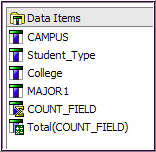 Data Items
CAMPUS
Student_Type
College
MAJOR1
COUNT_FIELD
Total(COUNT_FIELD)